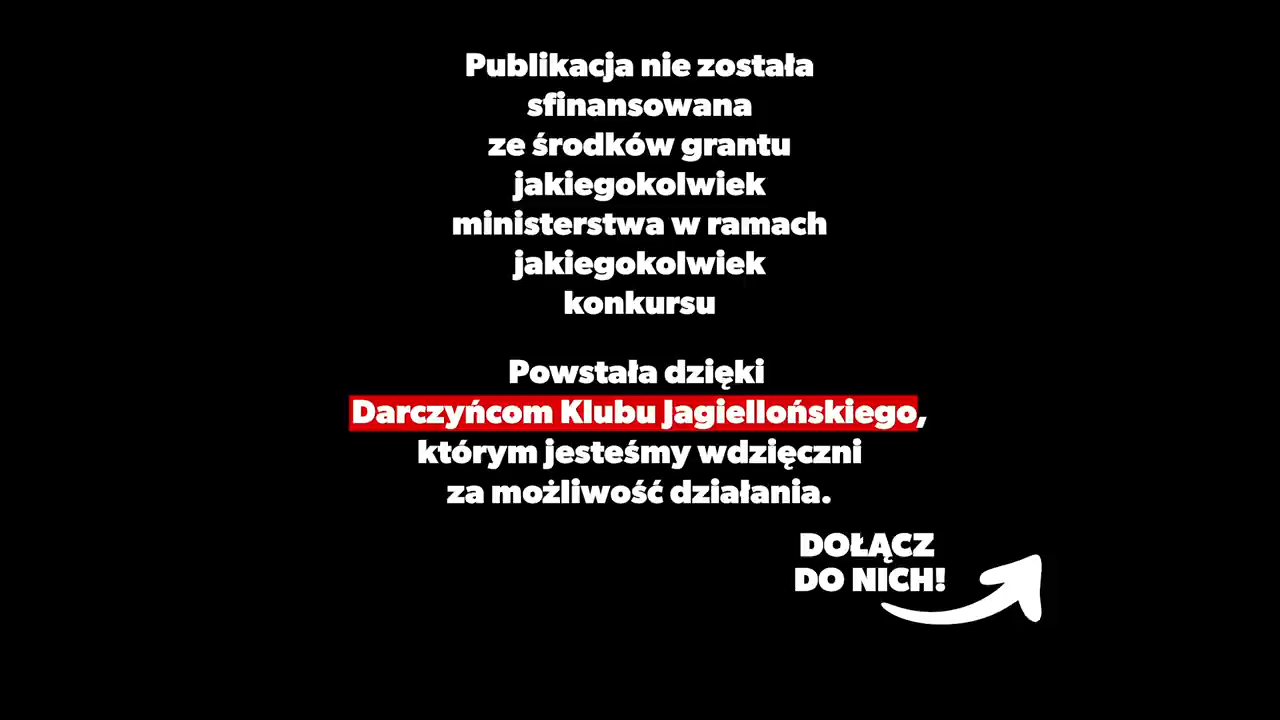 Publikacja nie została
sfinansowana
ze środków grantu
jakiegokolwiek
ministerstwa w ramach
jakiegokolwiek
konkursu
Powstała dzięki
Darczyńcom Klubu Jagiellońskiego,
którym jesteśmy wdzięczni
za możliwość działania.
DOŁĄCZ
DO NICH!